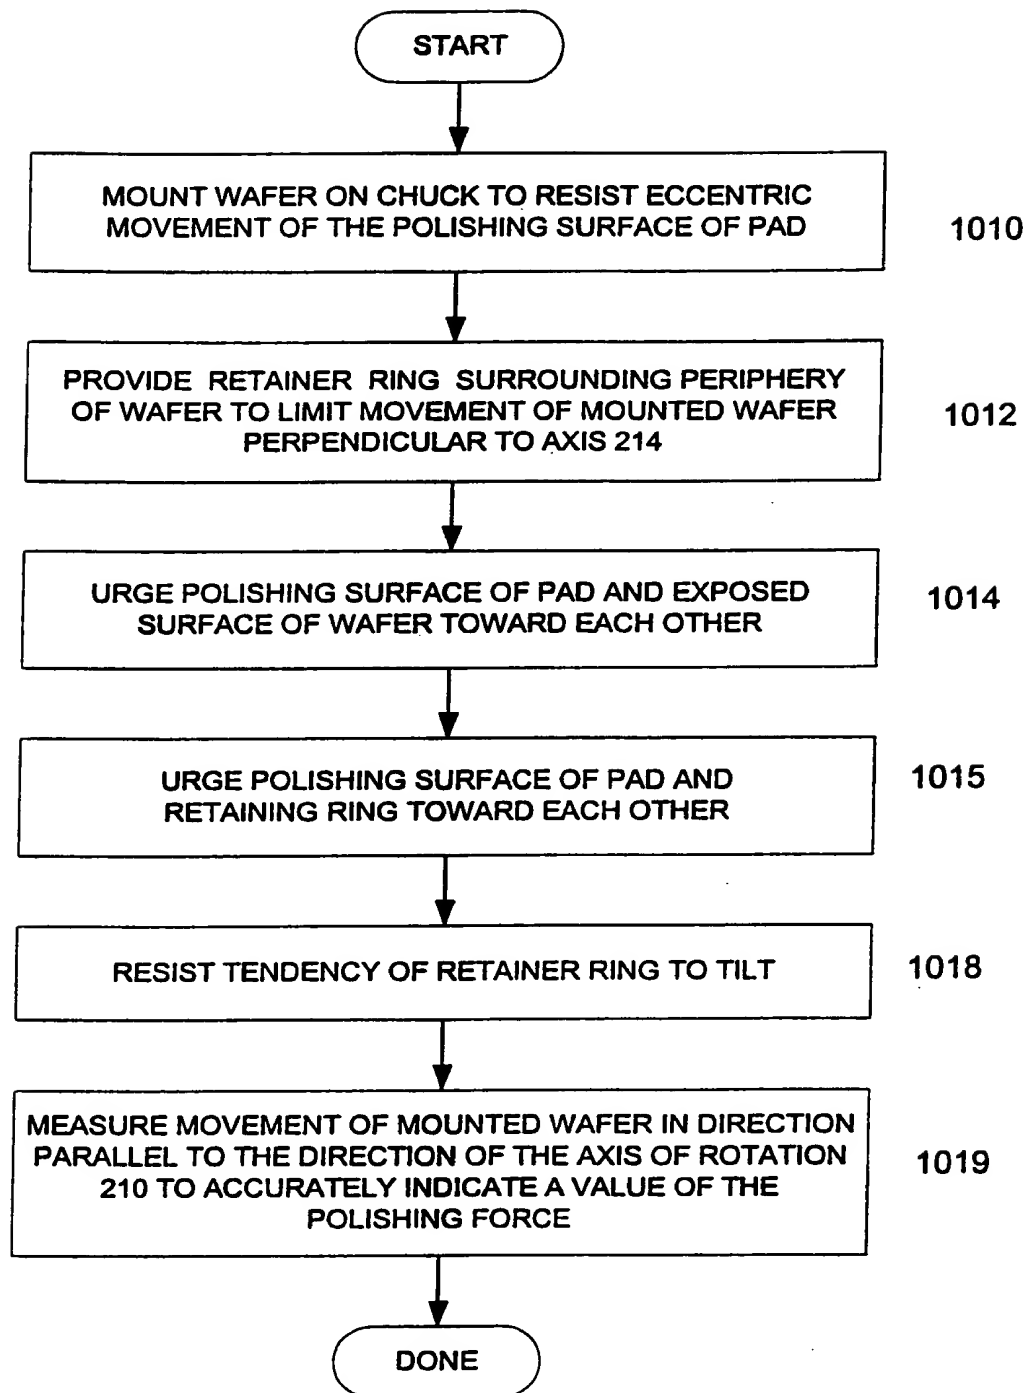 START
MOUNT WAFER ON CHUCK TO RESIST ECCENTRIC
MOVEMENT OF THE POLISHING SURFACE OF PAD
1010
PROVIDE RETAINER RING SURROUNDING PERIPHERY
OF WAFER TO LIMIT MOVEMENT OF MOUNTED WAFER
PERPENDICULAR TO AXIS 214
1012
URGE POLISHING SURFACE OF PAD AND EXPOSED
SURFACE OF WAFER TOWARD EACH OTHER
1014
URGE POLISHING SURFACE OF PAD AND
RETAINING RING TOWARD EACH OTHER
1015
RESIST TENDENCY OF RETAINER RING TO TILT
1018
MEASURE MOVEMENT OF MOUNTED WAFER IN DIRECTION
PARALLEL TO THE DIRECTION OF THE AXIS OF ROTATION
210 TO ACCURATELY INDICATE A VALUE OF THE
POLISHING FORCE
1019
DONE